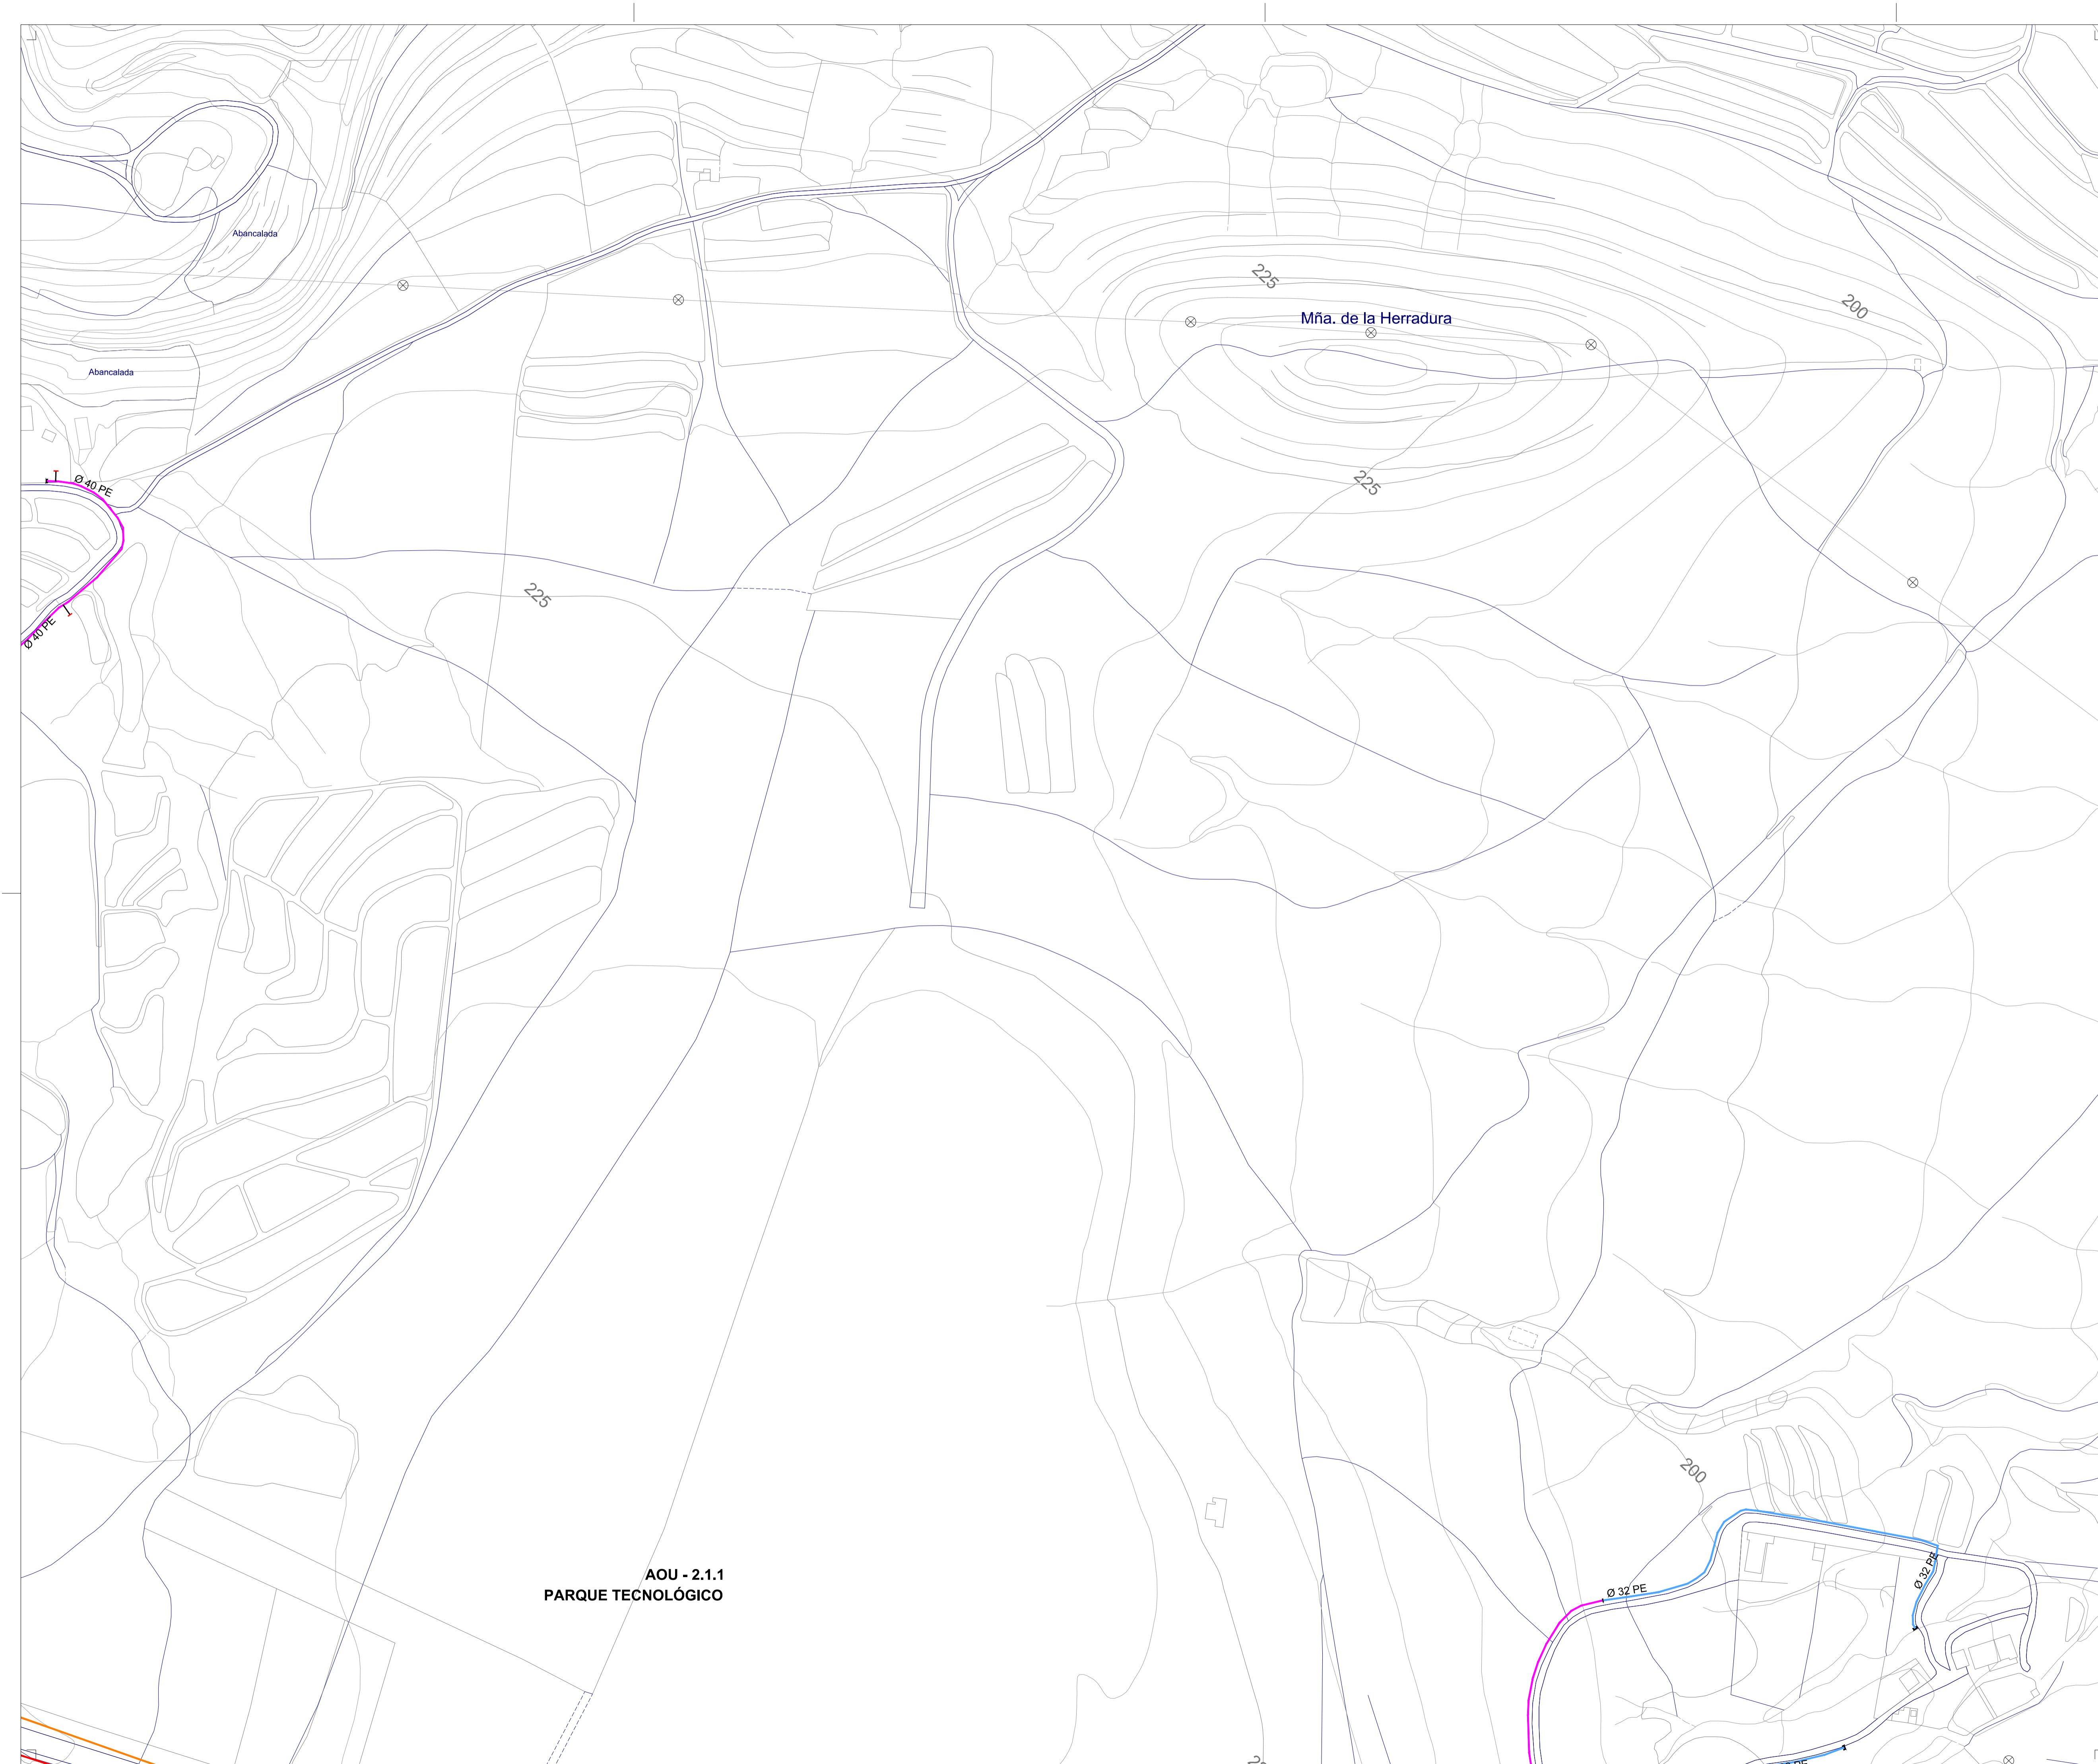 Abancalada
225
Mña. de la Herradura
200
Abancalada
Ø 40 PE
225
225
Ø 40 PE
200
AOU - 2.1.1
PARQUE TECNOLÓGICO
Ø 32 PE
Ø 32 PE